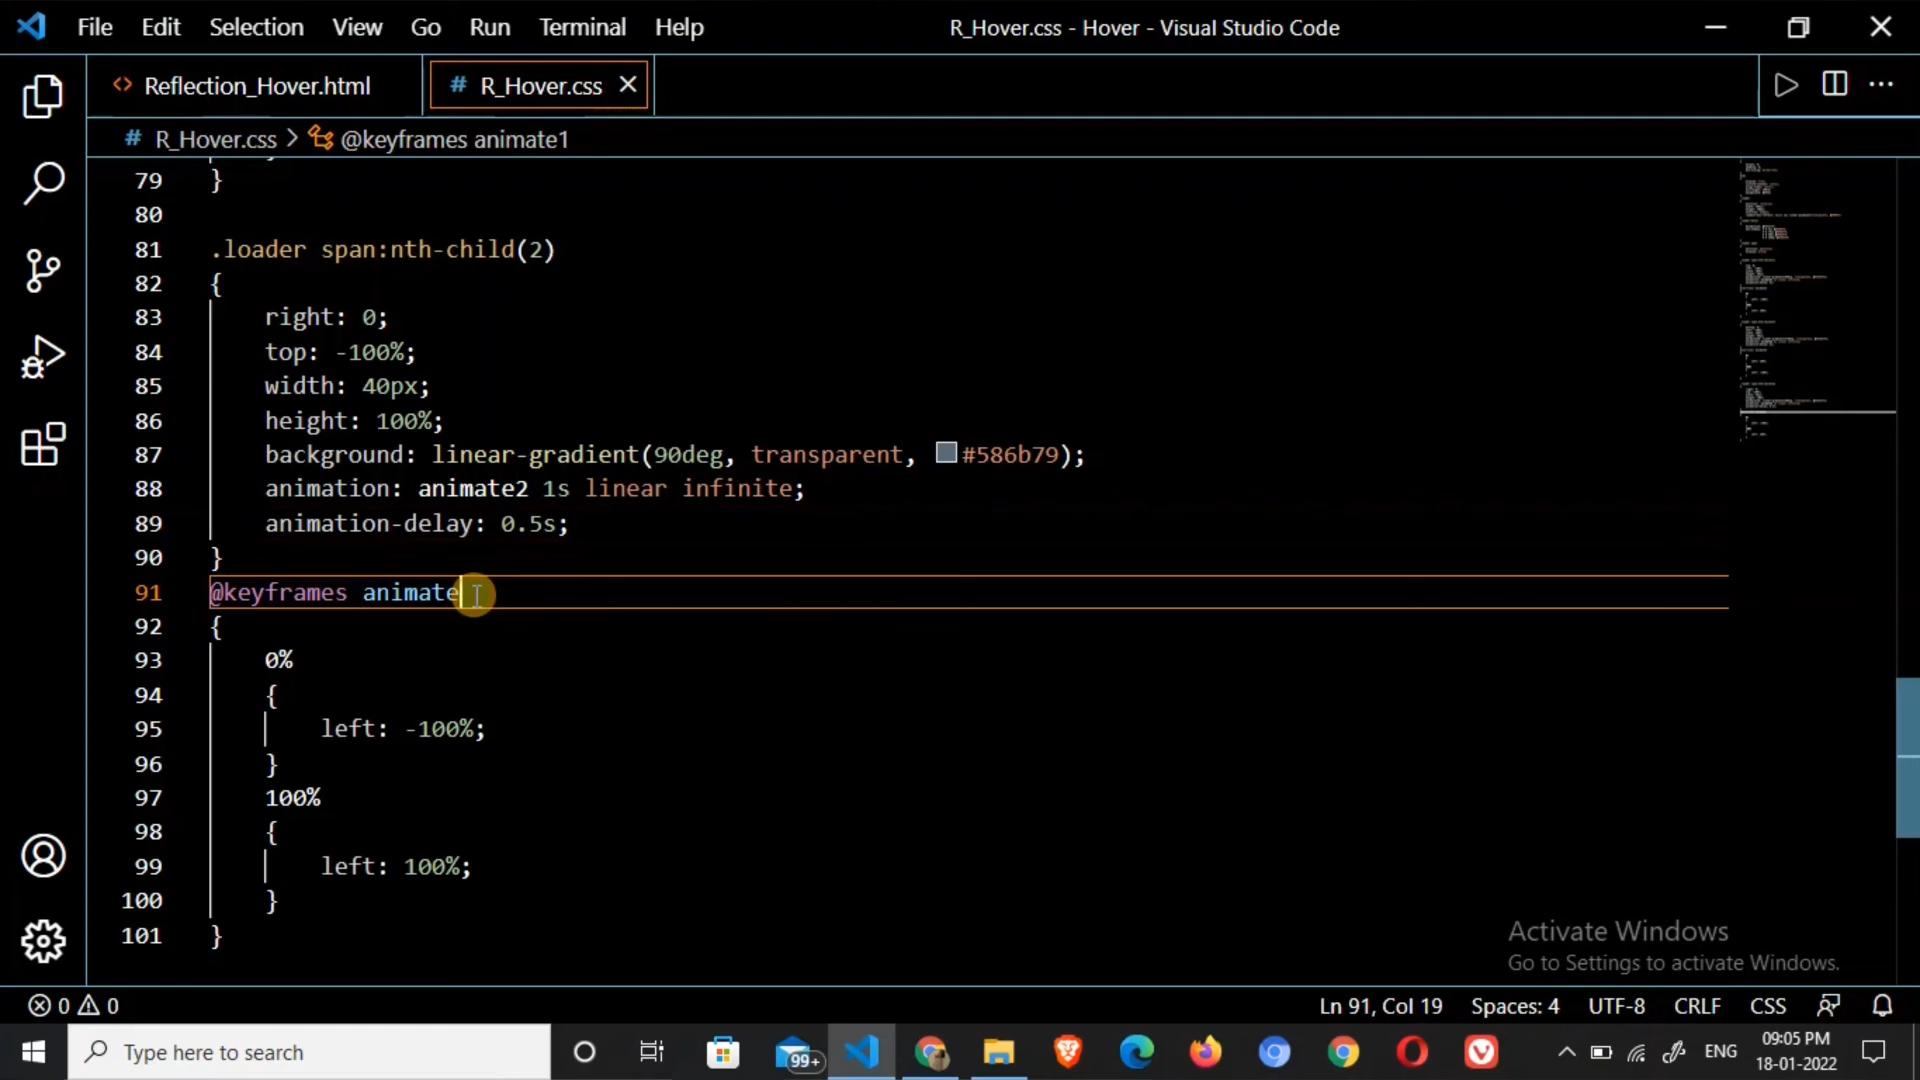 File Edit Selection View Go Run Terminal Help R_Hover.css - Hover - Visual Studio Code
Reflection_Hover.html # R_Hover.css
# R_Hover.css > @keyframes animate1
79 }
80
81 .loader span:nth-child(2)
82 {
83 right: 0;
84 top: -100%;
85 width: 40px;
86 height: 100%;
87 background: linear-gradient(90deg, transparent, #586b79);
88 animation: animate2 1s linear infinite;
89 animation-delay: 0.5s;
90 }
91 @keyframes animate
92 {
93 0%
94 {
95 left: -100%;
96 }
97 100%
98 {
99 left: 100%;
100 }
101 }
Activate Windows
Go to Settings to activate Windows.
0 0 Ln 91, Col 19 Spaces: 4 UTF-8 CRLF CSS
Type here to search 99+ ENG 09:05 PM
18-01-2022